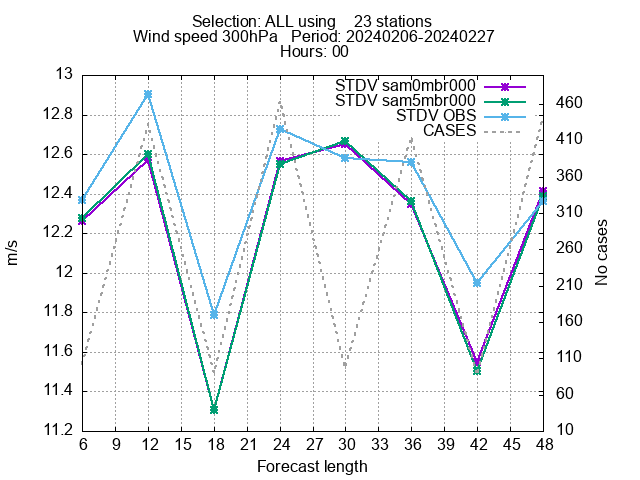 Selection: ALL using    23 stations
Wind speed 300hPa   Period: 20240206-20240227
Hours: 00
STDV sam0mbr000
STDV sam5mbr000
STDV OBS
CASES
13
12.8
12.6
12.4
12.2
12
11.8
11.6
11.4
11.2
m/s
460
410
360
310
260
210
160
110
60
10
No cases
6 9 12 15 18 21 24 27 30 33 36 39 42 45 48
Forecast length